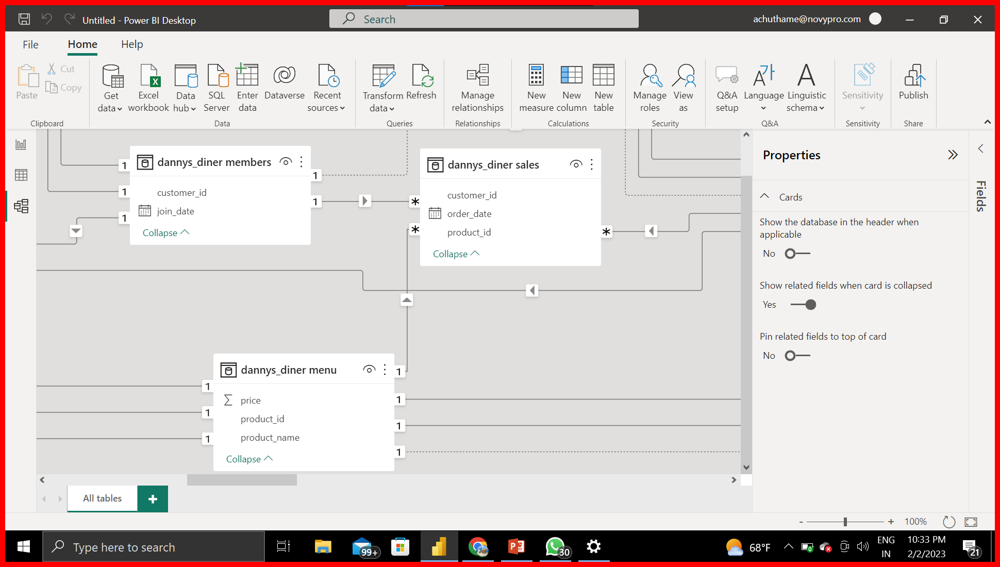 Untitled - Power BI Desktop
Search
achuthame@novypro.com
File Home Help
Paste
Cut
Copy
Clipboard
Get data
Excel workbook
Data hub
SQL Server
Enter data
Dataverse
Recent sources
Data
Transform data
Refresh
Queries
Manage relationships
Relationships
New measure
New column
New table
Calculations
Manage roles
View as
Security
Q&A setup
Language
Linguistic schema
Q&A
Sensitivity
Sensitivity
Publish
Share
dannys_diner members
customer_id
join_date
Collapse
1
1
1
1
1
*
*
*
dannys_diner sales
customer_id
order_date
product_id
Collapse
dannys_diner menu
price
product_id
product_name
Collapse
1
1
1
1
1
1
1
Properties
Cards
Show the database in the header when
applicable
No
Show related fields when card is collapsed
Yes
Pin related fields to top of card
No
Fields
All tables
+
- + 100%
Type here to search
99+
30
68°F
ENG
IN
10:33 PM
2/2/2023
21